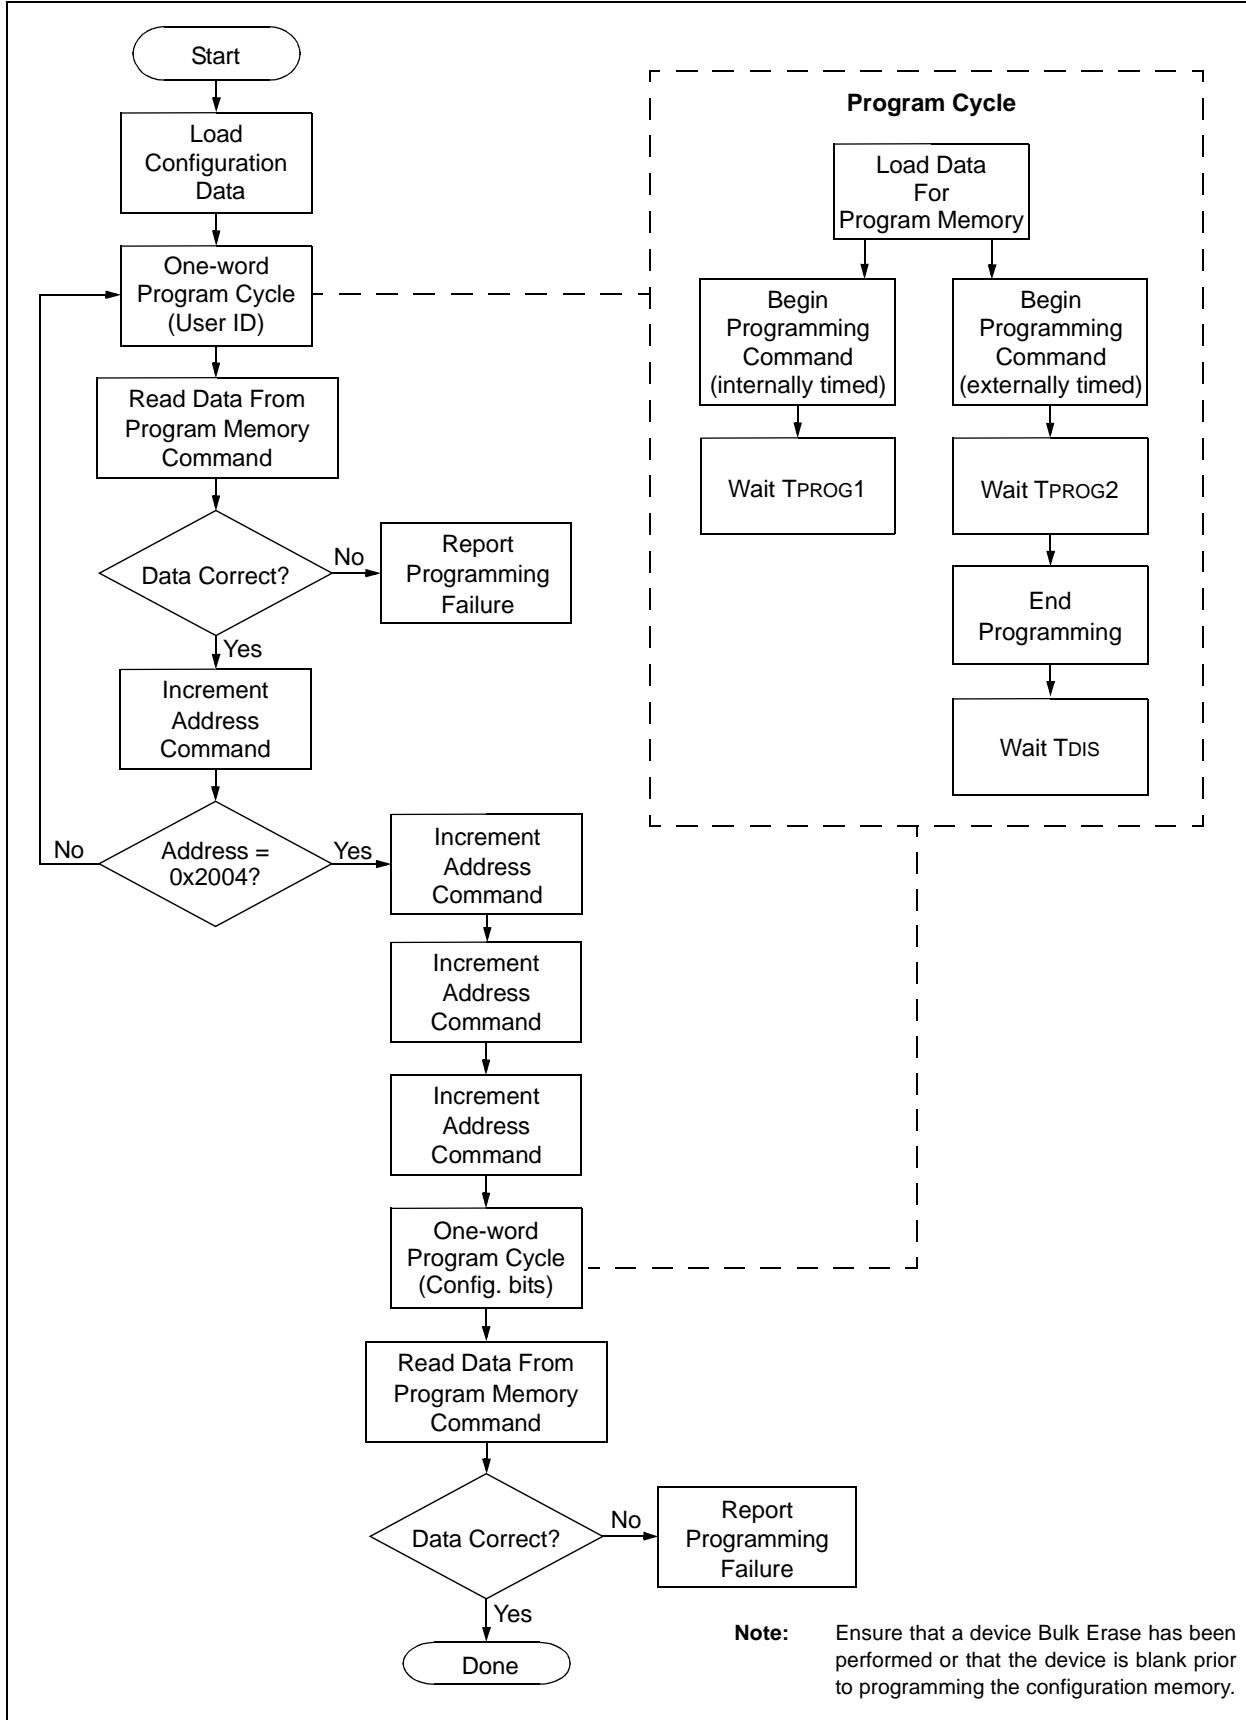 Start
Load
Configuration
Data
One-word
Program Cycle
(User ID)
Read Data From
Program Memory
Command
Data Correct?
No
Report
Programming
Failure
Yes
Increment
Address
Command
Address =
0x2004?
No
Yes
Increment
Address
Command
Increment
Address
Command
Increment
Address
Command
One-word
Program Cycle
(Config. bits)
Read Data From
Program Memory
Command
Data Correct?
No
Report
Programming
Failure
Yes
Done
Program Cycle
Load Data
For
Program Memory
Begin
Programming
Command
(internally timed)
Wait TPROG1
Begin
Programming
Command
(externally timed)
Wait TPROG2
End
Programming
Wait TDIS
Note: Ensure that a device Bulk Erase has been
performed or that the device is blank prior
to programming the configuration memory.